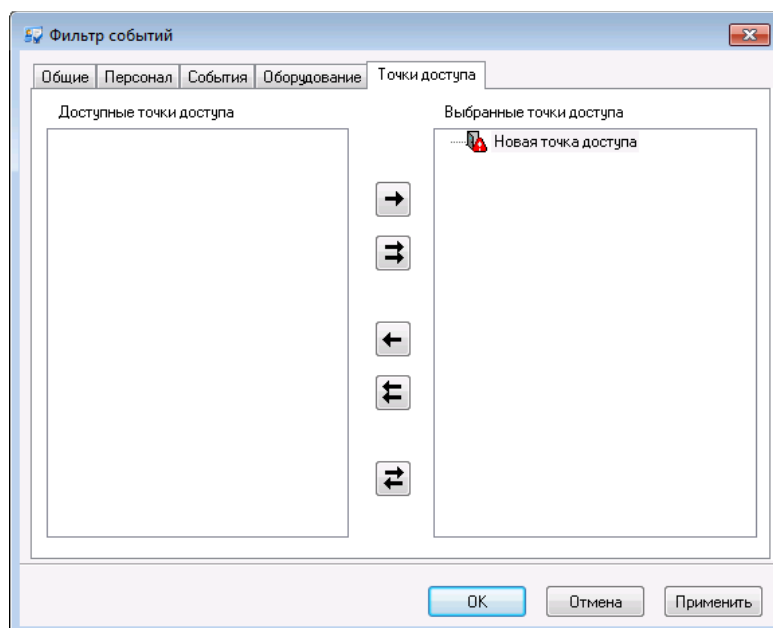 Фильтр событий
Общие Персонал События Оборудование Точки доступа
Доступные точки доступа Выбранные точки доступа
Новая точка доступа
OK Отмена Применить